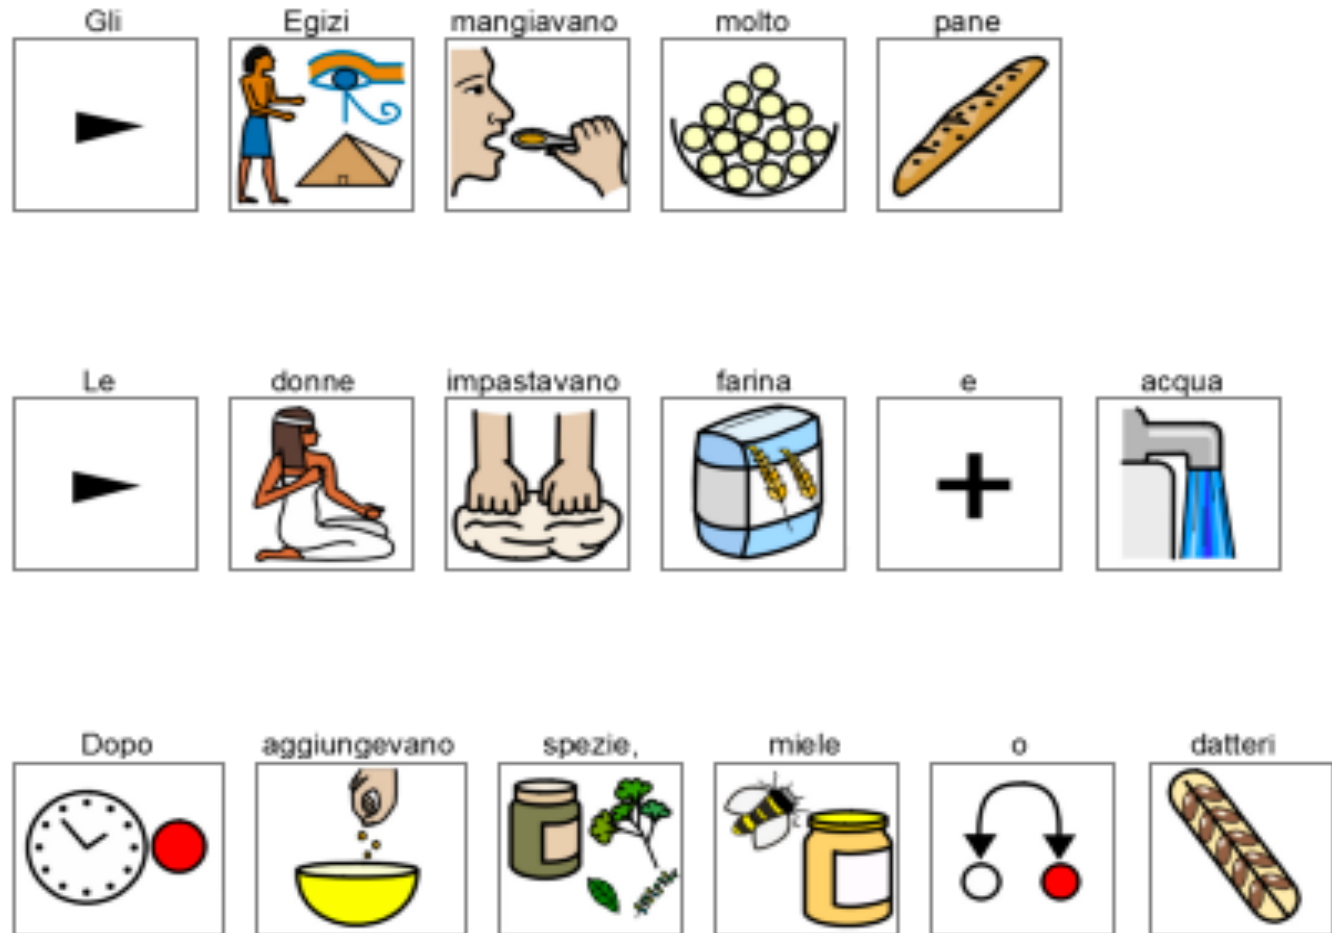 Gli Egizi mangiavano molto pane
Le donne impastavano farina e acqua
Dopo aggiungevano spezie, miele o datteri